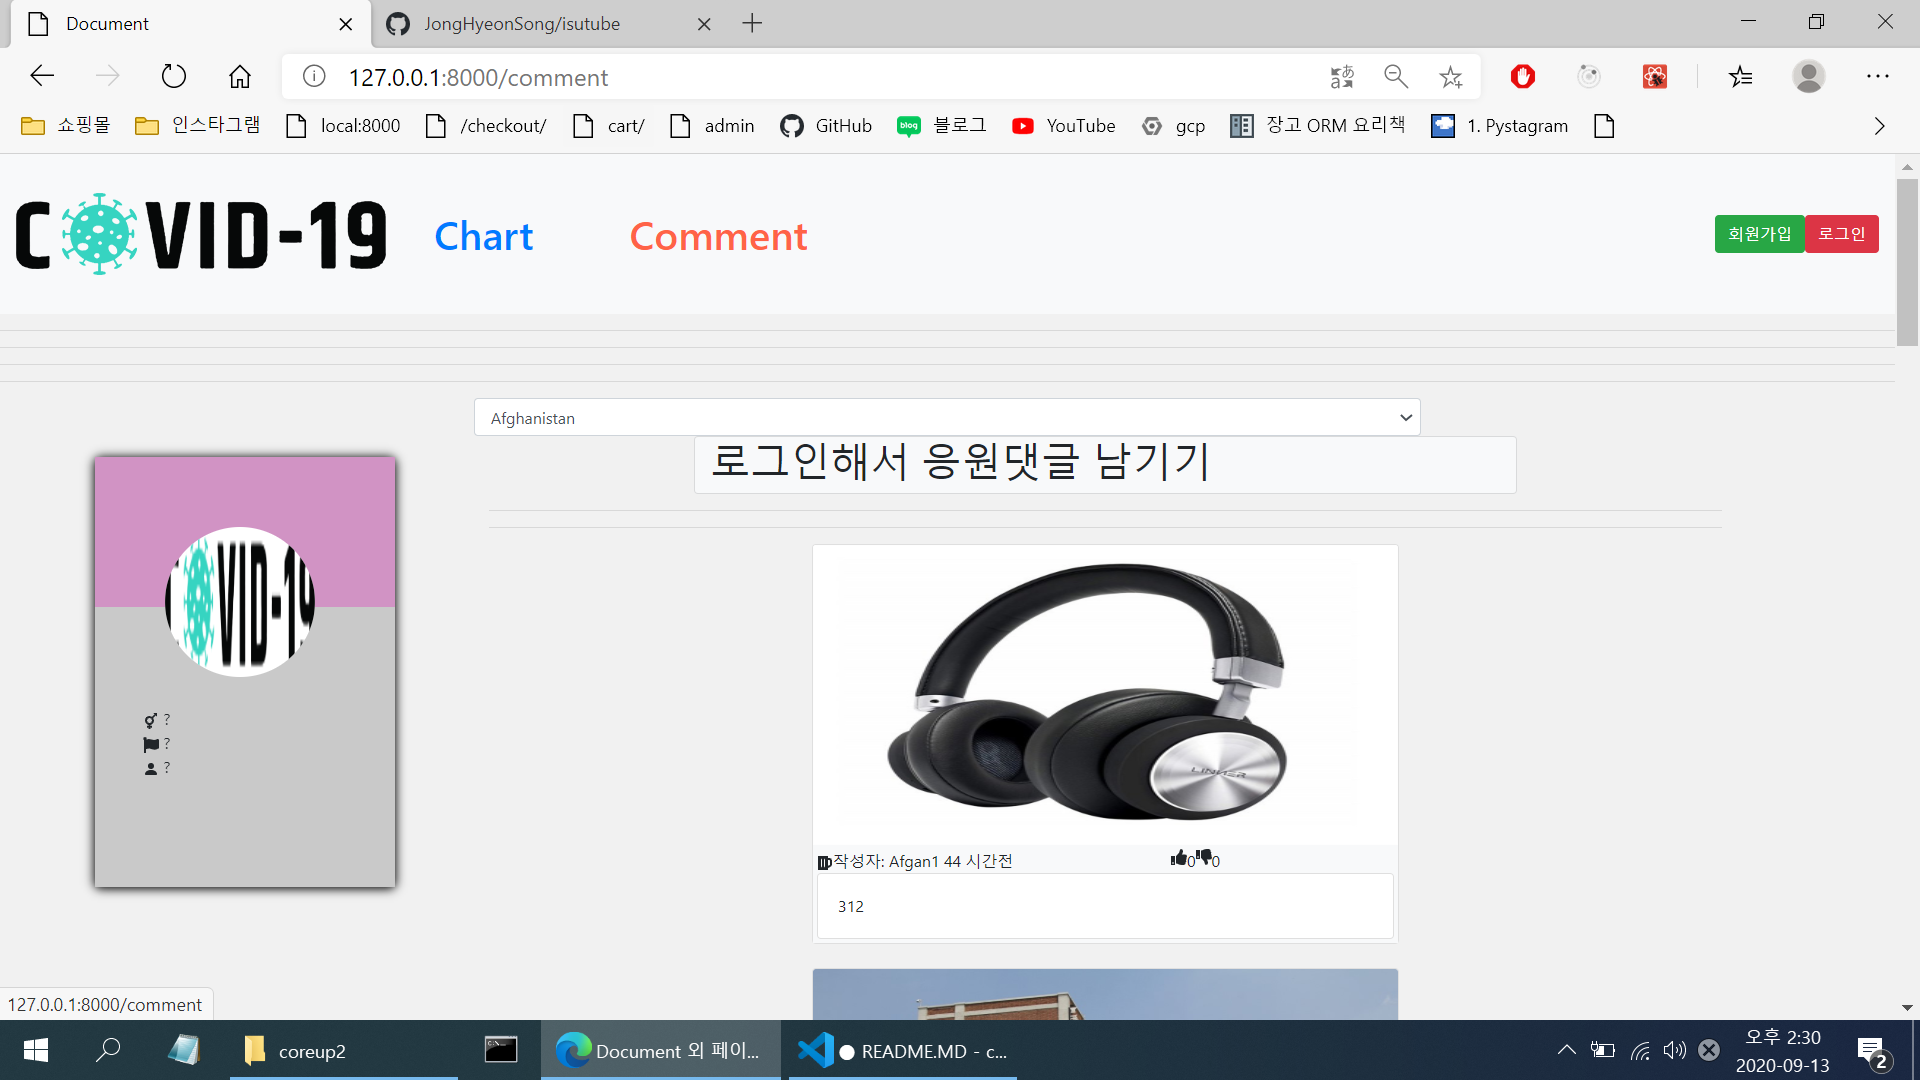 Document
JongHyeonSong/isutube
127.0.0.1:8000/comment
쇼핑몰
인스타그램
local:8000
/checkout/
cart/
admin
GitHub
블로그
YouTube
gcp
장고 ORM 요리책
1. Pystagram
COVID-19
Chart
Comment
회원가입
로그인
Afghanistan
로그인해서 응원댓글 남기기
COVID-19
?
?
?
LINNER
작성자: Afgan1 44 시간전
0
0
312
127.0.0.1:8000/comment
coreup2
Document 외 페이...
● README.MD - c...
오후 2:30
2020-09-13
2